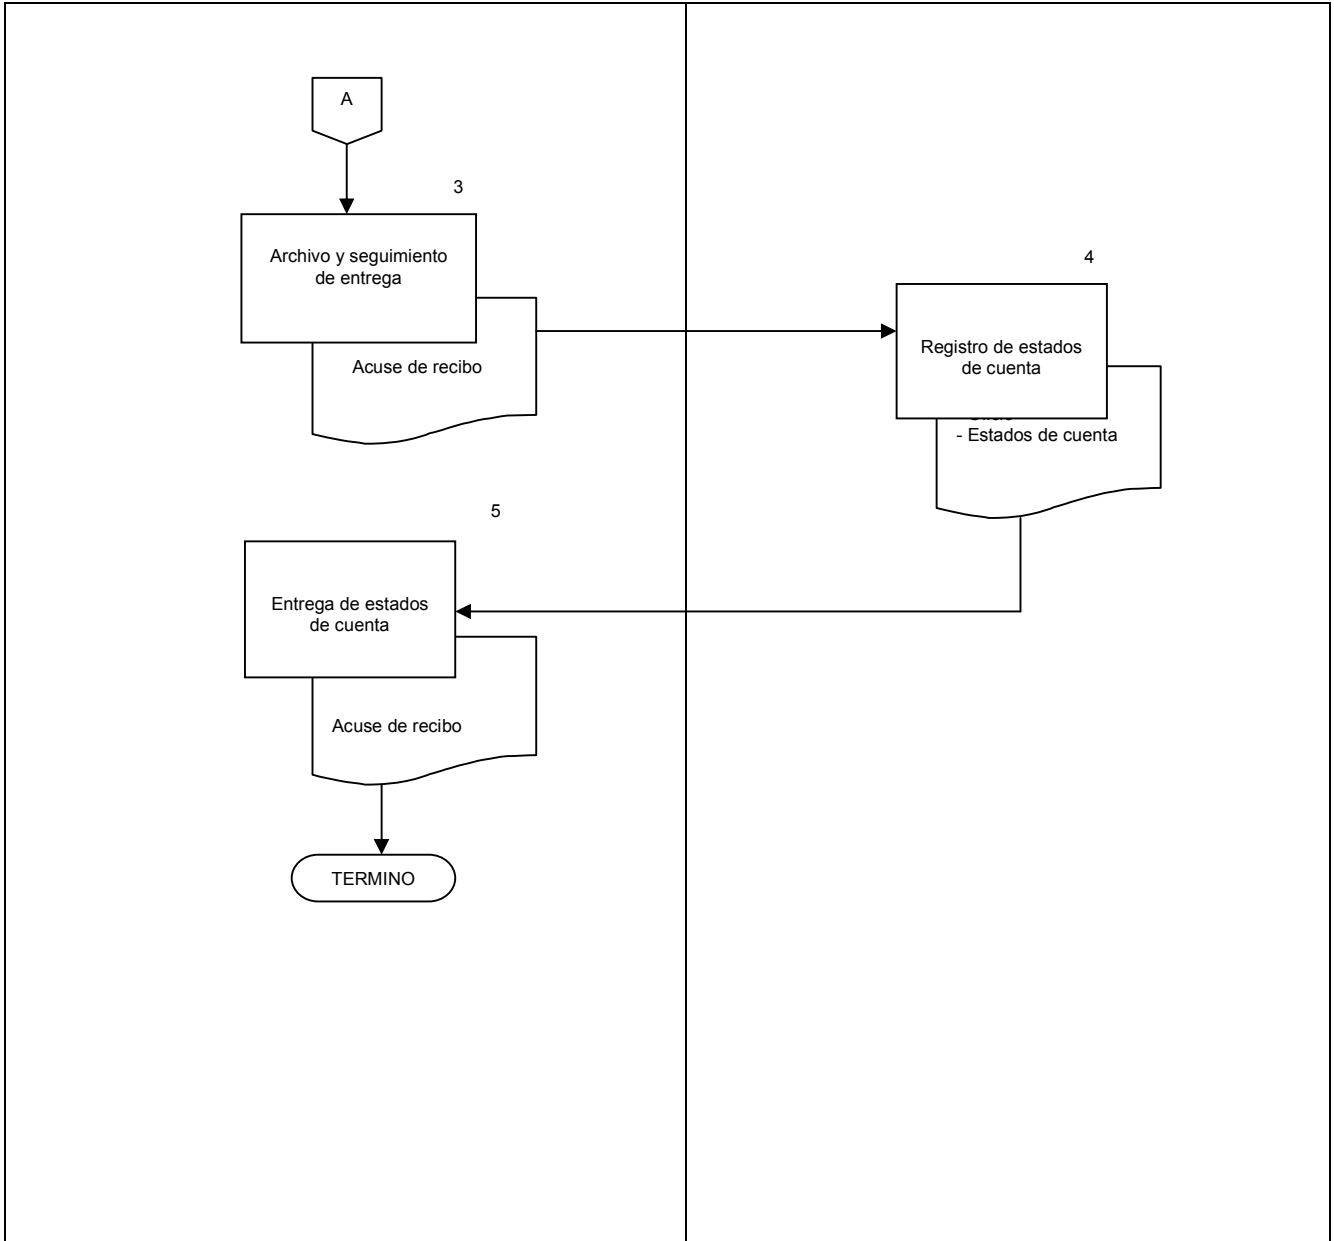 A
3
Archivo y seguimiento
de entrega
Acuse de recibo
4
Registro de estados
de cuenta
- Estados de cuenta
5
Entrega de estados
de cuenta
Acuse de recibo
TERMINO